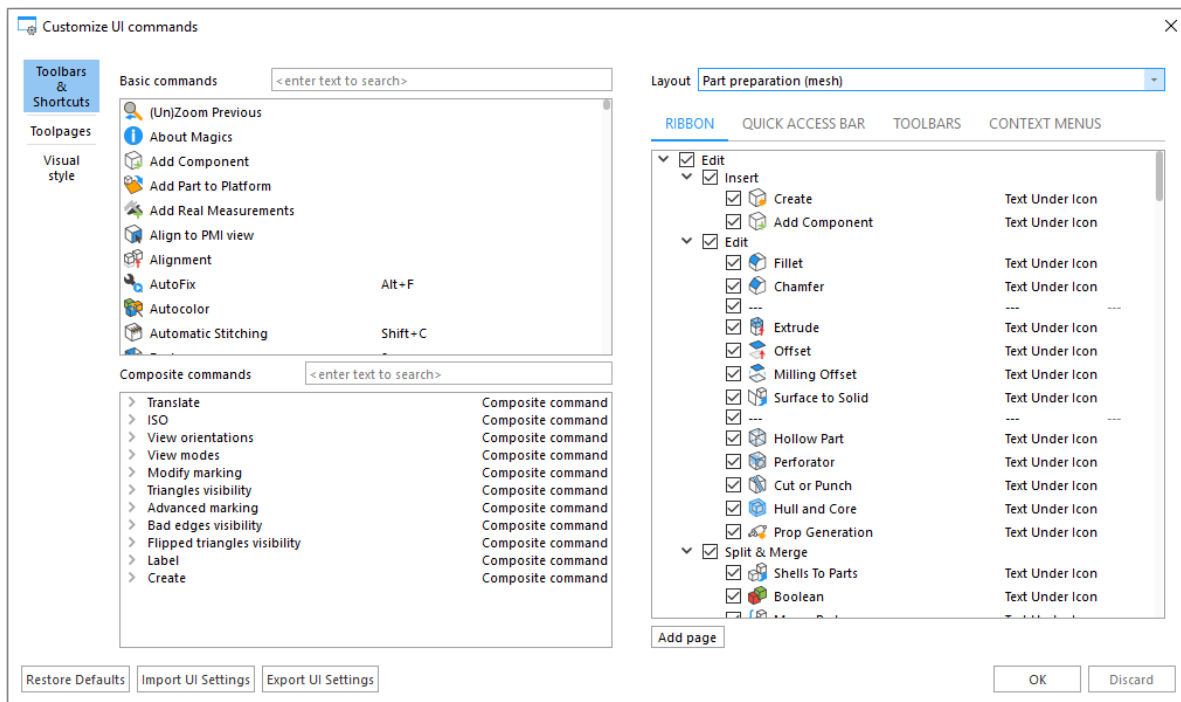 Customize UI commands
Toolbars
&
Shortcuts
Toolpages
Visual
style
Basic commands <enter text to search>
(Un)Zoom Previous
About Magics
Add Component
Add Part to Platform
Add Real Measurements
Align to PMI view
Alignment
AutoFix Alt+F
Autocolor
Automatic Stitching Shift+C
Composite commands <enter text to search>
Translate Composite command
ISO Composite command
View orientations Composite command
View modes Composite command
Modify marking Composite command
Triangles visibility Composite command
Advanced marking Composite command
Bad edges visibility Composite command
Flipped triangles visibility Composite command
Label Composite command
Create Composite command
Layout Part preparation (mesh)
RIBBON QUICK ACCESS BAR TOOLBARS CONTEXT MENUS
Edit
Insert
Create Text Under Icon
Add Component Text Under Icon
Edit
Fillet Text Under Icon
Chamfer Text Under Icon
--- --- ---
Extrude Text Under Icon
Offset Text Under Icon
Milling Offset Text Under Icon
Surface to Solid Text Under Icon
--- --- ---
Hollow Part Text Under Icon
Perforator Text Under Icon
Cut or Punch Text Under Icon
Hull and Core Text Under Icon
Prop Generation Text Under Icon
Split & Merge
Shells To Parts Text Under Icon
Boolean Text Under Icon
Add page
Restore Defaults Import UI Settings Export UI Settings OK Discard